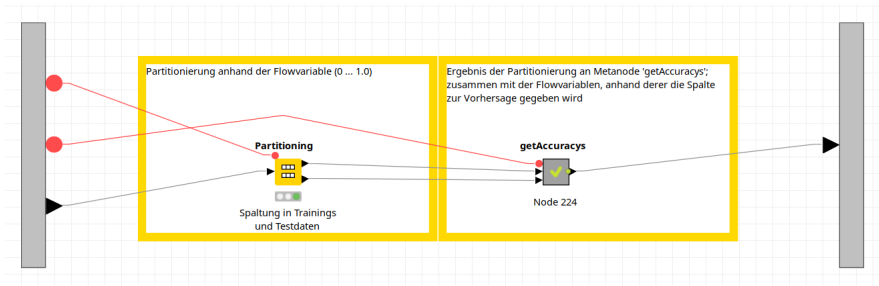 Partitionierung anhand der Flowvariable (0 ... 1.0)
Ergebnis der Partitionierung an Metanode 'getAccuracys';
zusammen mit der Flowvariablen, anhand derer die Spalte
zur Vorhersage gegeben wird
Partitioning
Spaltung in Trainings
und Testdaten
getAccuracys
Node 224